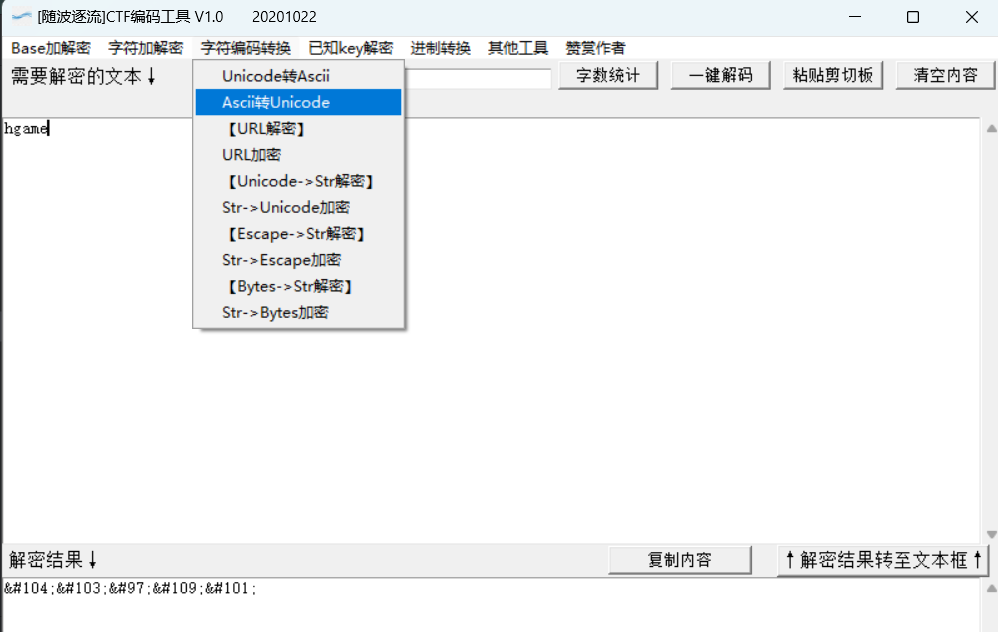 [随波逐流]CTF编码工具 V1.0 20201022
Base加解密 字符加解密 字符编码转换 已知key解密 进制转换 其他工具 赞赏作者
需要解密的文本↓ 字数统计 一键解码 粘贴剪切板 清空内容
Unicode转Ascii
Ascii转Unicode
【URL解密】
URL加密
【Unicode->Str解密】
Str->Unicode加密
【Escape->Str解密】
Str->Escape加密
【Bytes->Str解密】
Str->Bytes加密
hgame
解密结果↓ 复制内容 ↑解密结果转至文本框↑
&#104;&#103;&#97;&#109;&#101;